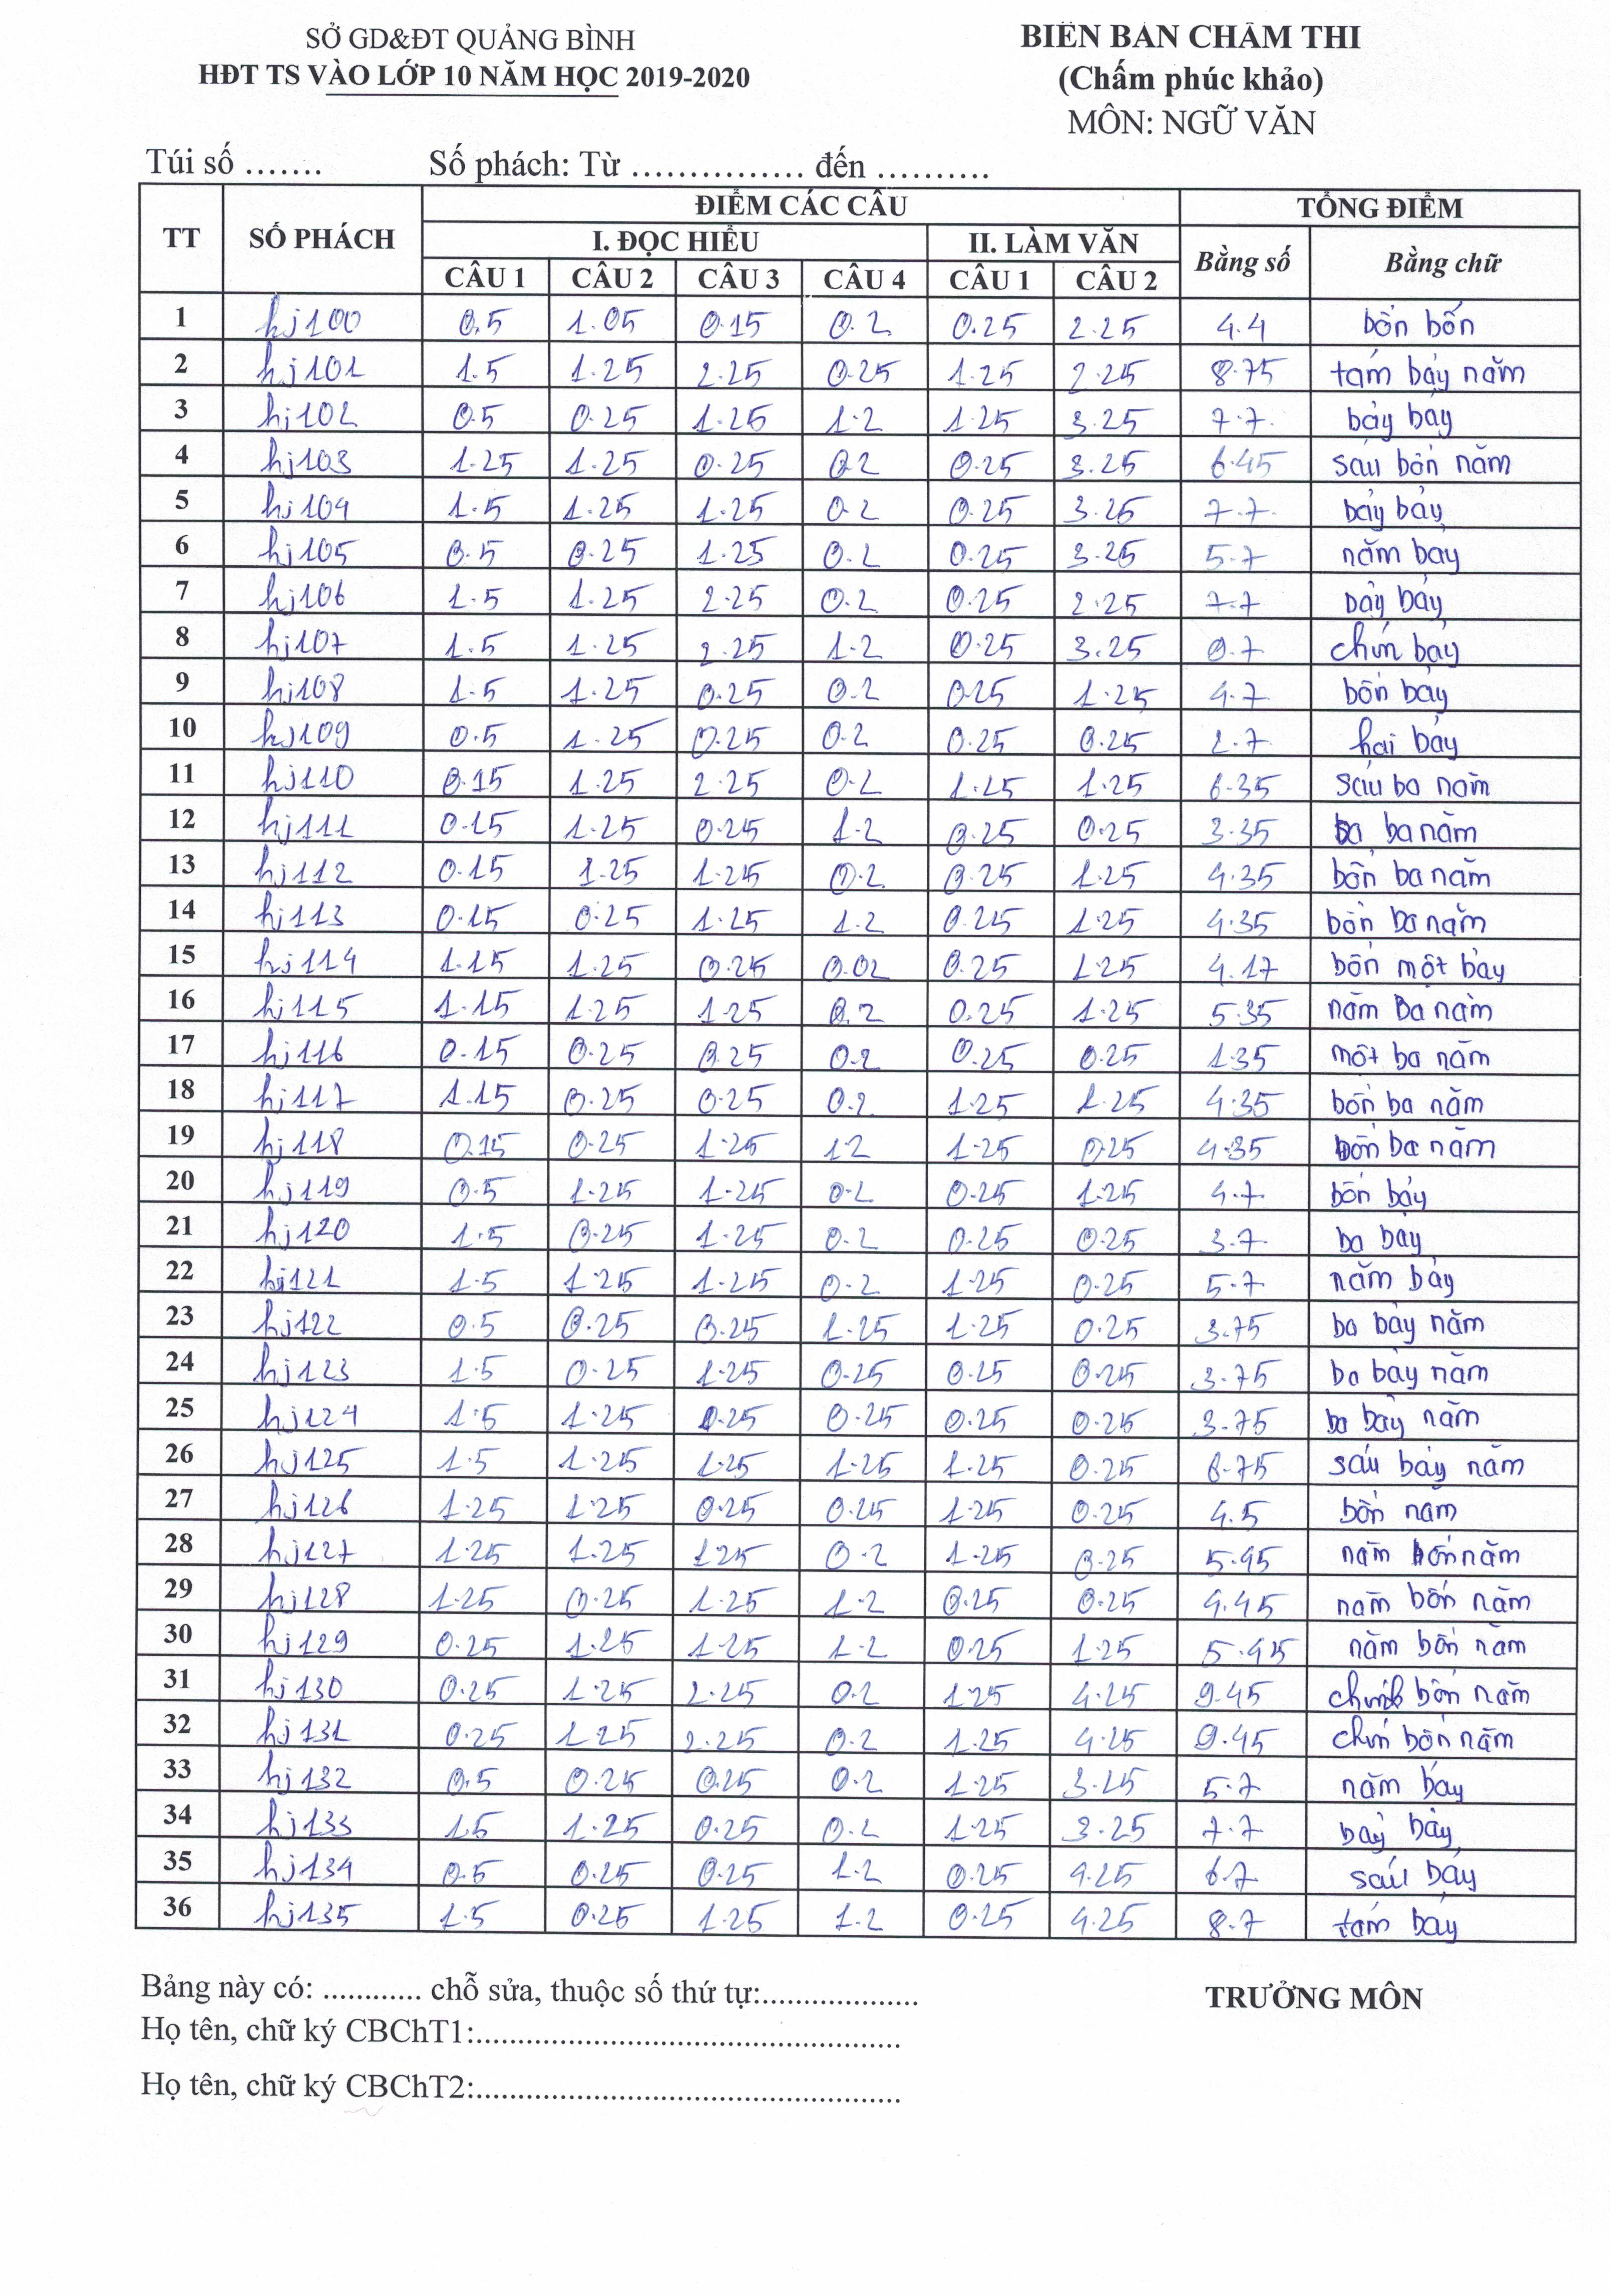 SỞ GD&ĐT QUẢNG BÌNH
HĐT TS VÀO LỚP 10 NĂM HỌC 2019-2020
BIÊN BẢN CHẤM THI
(Chấm phúc khảo)
MÔN: NGỮ VĂN
Túi số ....... Số phách: Từ ............... đến ..........
TT SỐ PHÁCH ĐIỂM CÁC CÂU TỔNG ĐIỂM
I. ĐỌC HIỂU II. LÀM VĂN Bằng số Bằng chữ
CÂU 1 CÂU 2 CÂU 3 CÂU 4 CÂU 1 CÂU 2
1 hj100 0.5 1.05 0.15 0.2 0.25 2.25 4.4 bốn bốn
2 hj101 1.5 1.25 2.25 0.25 1.25 2.25 8.75 tám bảy năm
3 hj102 0.5 0.25 1.25 1.2 1.25 3.25 7.7 bảy bảy
4 hj103 1.25 1.25 0.25 0.2 0.25 3.25 6.45 sáu bốn năm
5 hj104 1.5 1.25 1.25 0.2 0.25 3.25 7.7 bảy bảy
6 hj105 0.5 0.25 1.25 0.2 0.25 3.25 5.7 năm bảy
7 hj106 1.5 1.25 2.25 0.2 0.25 2.25 7.7 bảy bảy
8 hj107 1.5 1.25 2.25 1.2 0.25 3.25 9.7 chín bảy
9 hj108 1.5 1.25 0.25 0.2 0.25 1.25 4.7 bốn bảy
10 hj109 0.5 1.25 0.25 0.2 0.25 0.25 2.7 hai bảy
11 hj110 0.15 1.25 2.25 0.2 1.25 1.25 6.35 sáu ba năm
12 hj111 0.15 1.25 0.25 1.2 0.25 0.25 3.35 ba ba năm
13 hj112 0.15 1.25 1.25 0.2 0.25 1.25 4.35 bốn ba năm
14 hj113 0.15 0.25 1.25 1.2 0.25 1.25 4.35 bốn ba năm
15 hj114 1.15 1.25 0.25 0.02 0.25 1.25 4.17 bốn một bảy
16 hj115 1.15 1.25 1.25 0.2 0.25 1.25 5.35 năm ba năm
17 hj116 0.15 0.25 0.25 0.2 0.25 0.25 1.35 một ba năm
18 hj117 1.15 0.25 0.25 0.2 1.25 1.25 4.35 bốn ba năm
19 hj118 0.15 0.25 1.25 1.2 1.25 0.25 4.35 bốn ba năm
20 hj119 0.5 1.25 1.25 0.2 0.25 1.25 4.7 bốn bảy
21 hj120 1.5 0.25 1.25 0.2 0.25 0.25 3.7 ba bảy
22 hj121 1.5 1.25 1.25 0.2 1.25 0.25 5.7 năm bảy
23 hj122 0.5 0.25 0.25 1.25 1.25 0.25 3.75 ba bảy năm
24 hj123 1.5 0.25 1.25 0.25 0.25 0.25 3.75 ba bảy năm
25 hj124 1.5 1.25 0.25 0.25 0.25 0.25 3.75 ba bảy năm
26 hj125 1.5 1.25 1.25 1.25 1.25 0.25 6.75 sáu bảy năm
27 hj126 1.25 1.25 0.25 0.25 1.25 0.25 4.5 bốn năm
28 hj127 1.25 1.25 1.25 0.2 1.25 0.25 5.45 năm bốn năm
29 hj128 1.25 0.25 1.25 1.2 0.25 0.25 4.45 năm bốn năm
30 hj129 0.25 1.25 1.25 1.2 0.25 1.25 5.45 năm bốn năm
31 hj130 0.25 1.25 2.25 0.2 1.25 4.25 9.45 chín bốn năm
32 hj131 0.25 1.25 2.25 0.2 1.25 4.25 9.45 chín bốn năm
33 hj132 0.5 0.25 0.25 0.2 1.25 3.25 5.7 năm bảy
34 hj133 1.5 1.25 0.25 0.2 1.25 3.25 7.7 bảy bảy
35 hj134 0.5 0.25 0.25 1.2 0.25 4.25 6.7 sáu bảy
36 hj135 1.5 0.25 1.25 1.2 0.25 4.25 8.7 tám bảy
Bảng này có: ............ chỗ sửa, thuộc số thứ tự:...................
TRƯỞNG MÔN
Họ tên, chữ ký CBChT1:....................................................
Họ tên, chữ ký CBChT2:....................................................